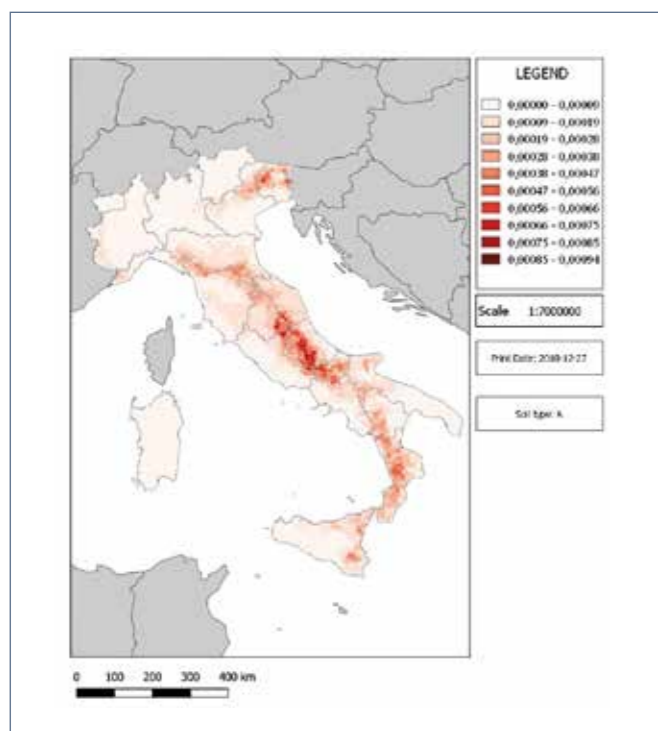 LEGEND
0,00000 - 0,00009
0,00009 - 0,00019
0,00019 - 0,00028
0,00028 - 0,00038
0,00038 - 0,00047
0,00047 - 0,00056
0,00056 - 0,00066
0,00066 - 0,00075
0,00075 - 0,00085
0,00085 - 0,00094
Scale 1:7000000
Print Date: 2018-12-27
Soil type: A
0 100 200 300 400 km